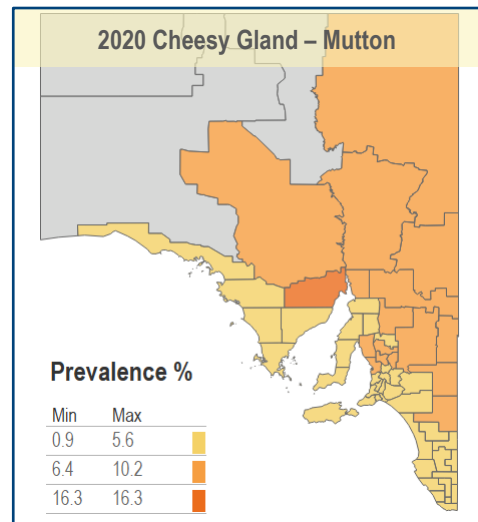 2020 Cheesy Gland – Mutton
Prevalence %
Min Max
0.9 5.6
6.4 10.2
16.3 16.3